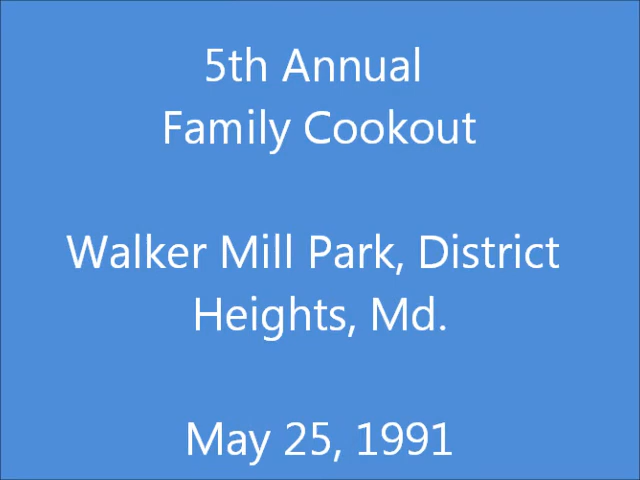 5th Annual
Family Cookout
Walker Mill Park, District
Heights, Md.
May 25, 1991